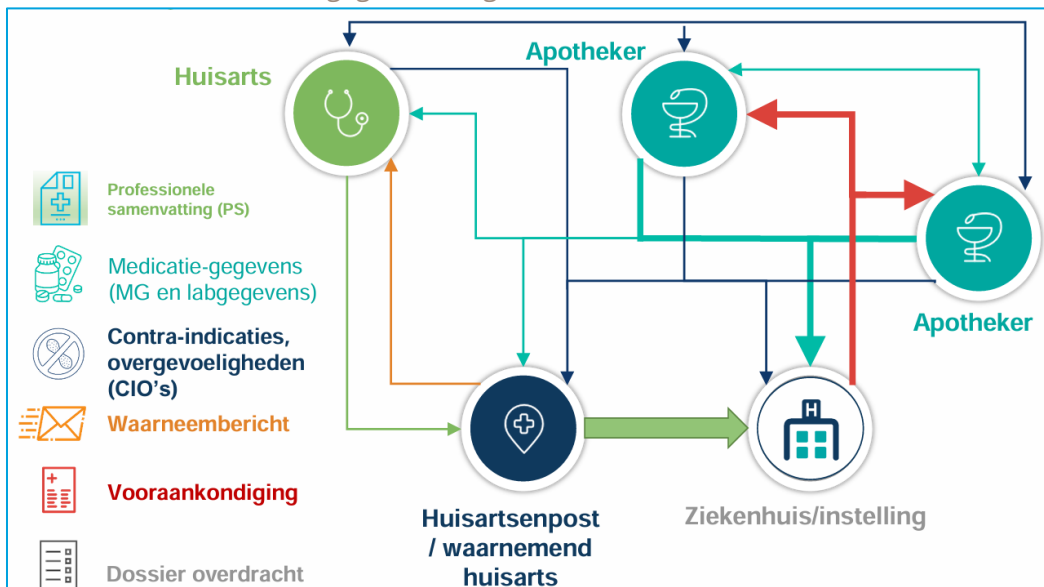 Huisarts
Apotheker
Professionele
samenvatting (PS)
Medicatie-gegevens
(MG en labgegevens)
Contra-indicaties,
overgevoeligheden
(CIO's)
Waarneembericht
Vooraankondiging
Dossier overdracht
Apotheker
H
Huisartsenpost
/ waarnemend
huisarts
Ziekenhuis/instelling